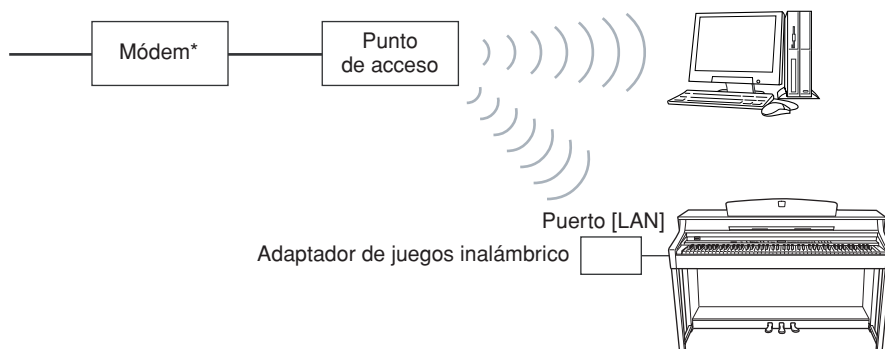 Módem*
Punto
de acceso
Puerto [LAN]
Adaptador de juegos inalámbrico